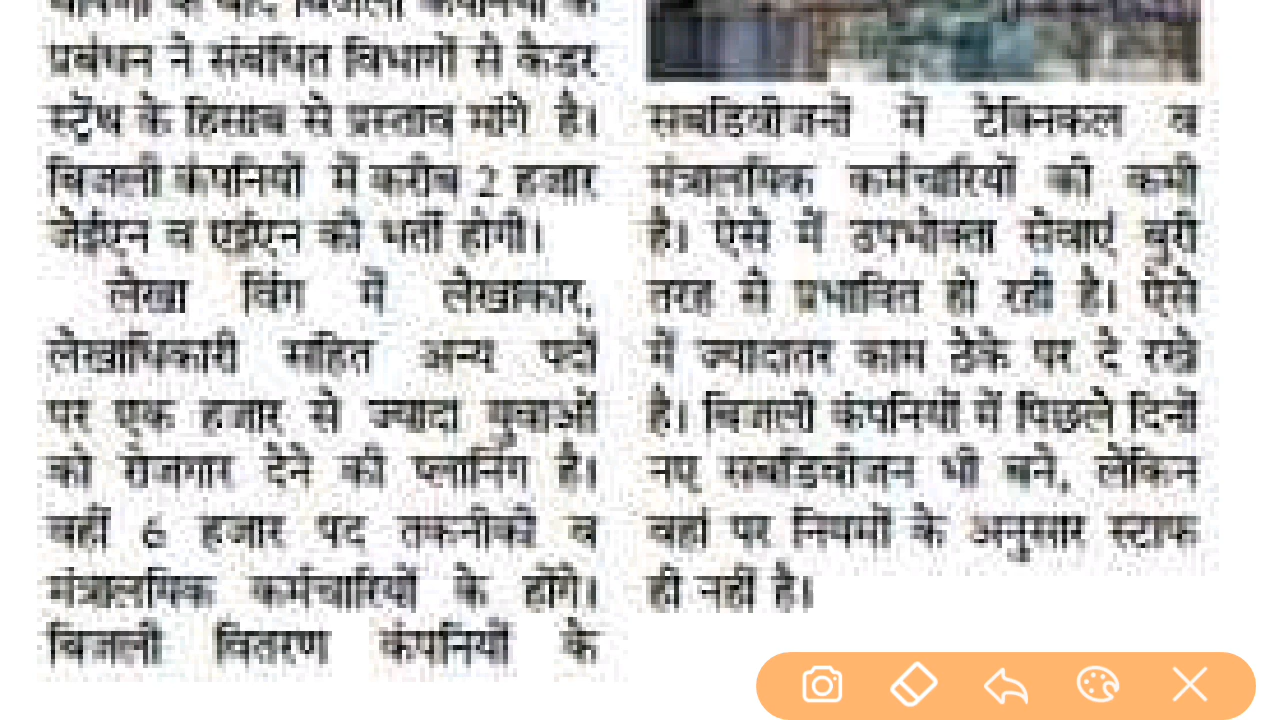 प्रबंधन ने संबंधित विभागों से कैडर
स्ट्रेंथ के हिसाब से प्रस्ताव मांगे है।
बिजली कंपनियों में करीब 2 हजार
जेईएन व एईएन की भर्ती होगी।
लेखा विंग में लेखाकार,
लेखाधिकारी सहित अन्य पदों
पर एक हजार से ज्यादा युवाओं
को रोजगार देने की प्लानिंग है।
वहीं 6 हजार पद तकनीकी व
मंत्रालयिक कर्मचारियों के होंगे।
बिजली वितरण कंपनियों के
सबडिवीजनों में टैक्निकल व
मंत्रालयिक कर्मचारियों की कमी
है। ऐसे में उपभोक्ता सेवाएं बुरी
तरह से प्रभावित हो रही है। ऐसे
में ज्यादातर काम ठेके पर दे रखे
है। बिजली कंपनियों में पिछले दिनों
नए सबडिवीजन भी बने, लेकिन
वहां पर नियमों के अनुसार स्टाफ
ही नहीं है।